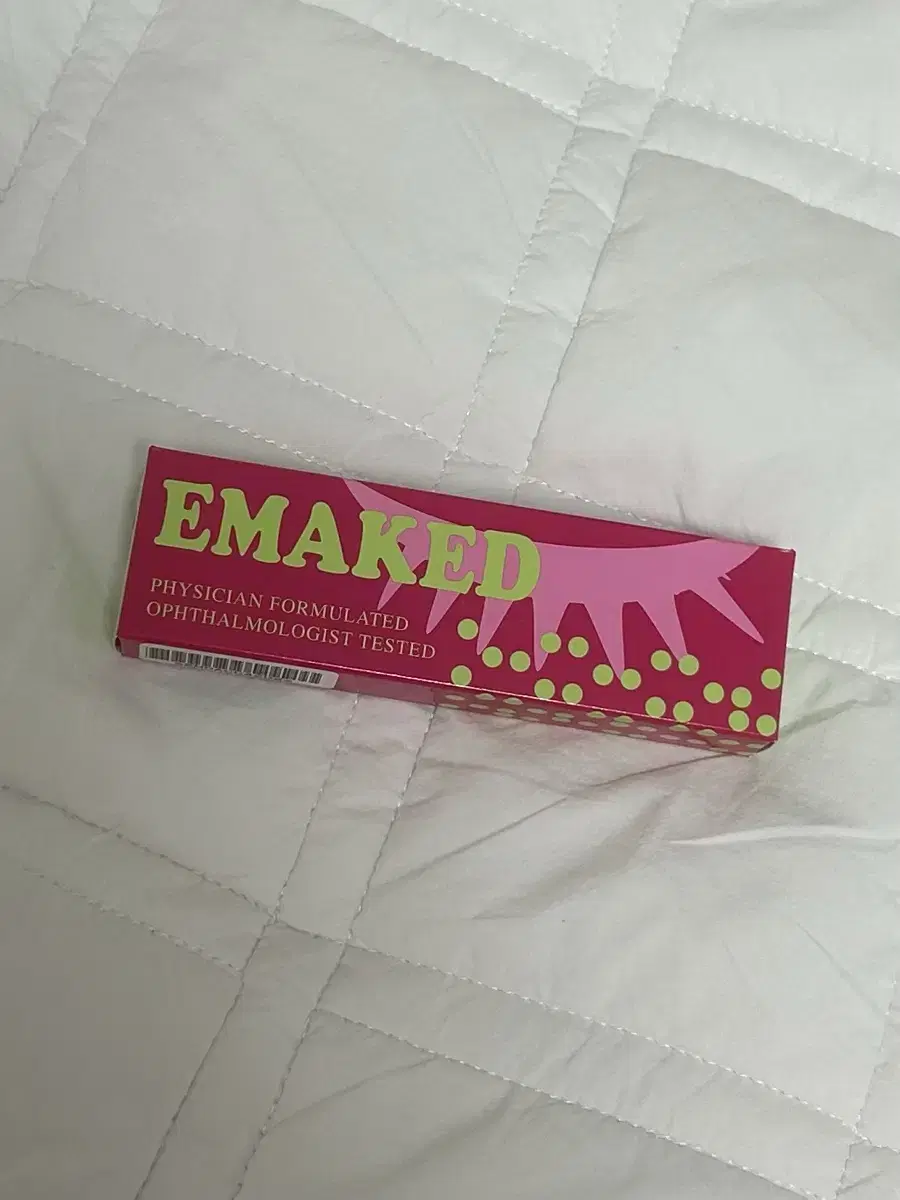 EMAKED
PHYSICIAN FORMULATED
OPHTHALMOLOGIST TESTED